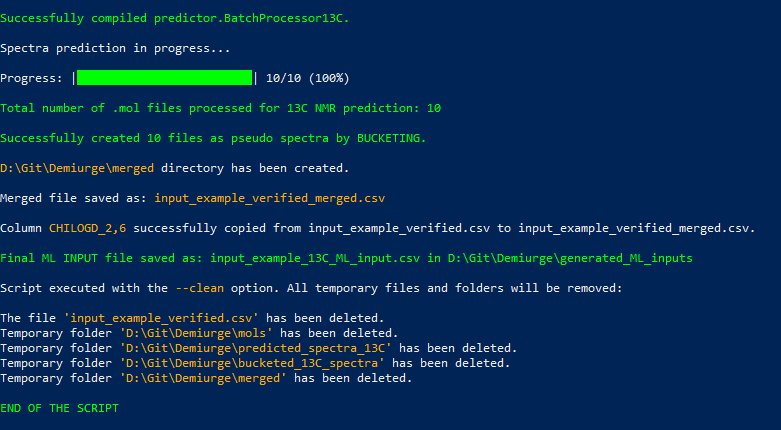 Successfully compiled predictor.BatchProcessor13C.
Spectra prediction in progress...
Progress: | | 10/10 (100%)
Total number of .mol files processed for 13C NMR prediction: 10
Successfully created 10 files as pseudo spectra by BUCKETING.
D:\Git\Demiurge\merged directory has been created.
Merged file saved as: input_example_verified_merged.csv
Column CHILOGD_2,6 successfully copied from input_example_verified.csv to input_example_verified_merged.csv.
Final ML INPUT file saved as: input_example_13C_ML_input.csv in D:\Git\Demiurge\generated_ML_inputs
Script executed with the --clean option. All temporary files and folders will be removed:
The file 'input_example_verified.csv' has been deleted.
Temporary folder 'D:\Git\Demiurge\mols' has been deleted.
Temporary folder 'D:\Git\Demiurge\predicted_spectra_13C' has been deleted.
Temporary folder 'D:\Git\Demiurge\bucketed_13C_spectra' has been deleted.
Temporary folder 'D:\Git\Demiurge\merged' has been deleted.
END OF THE SCRIPT